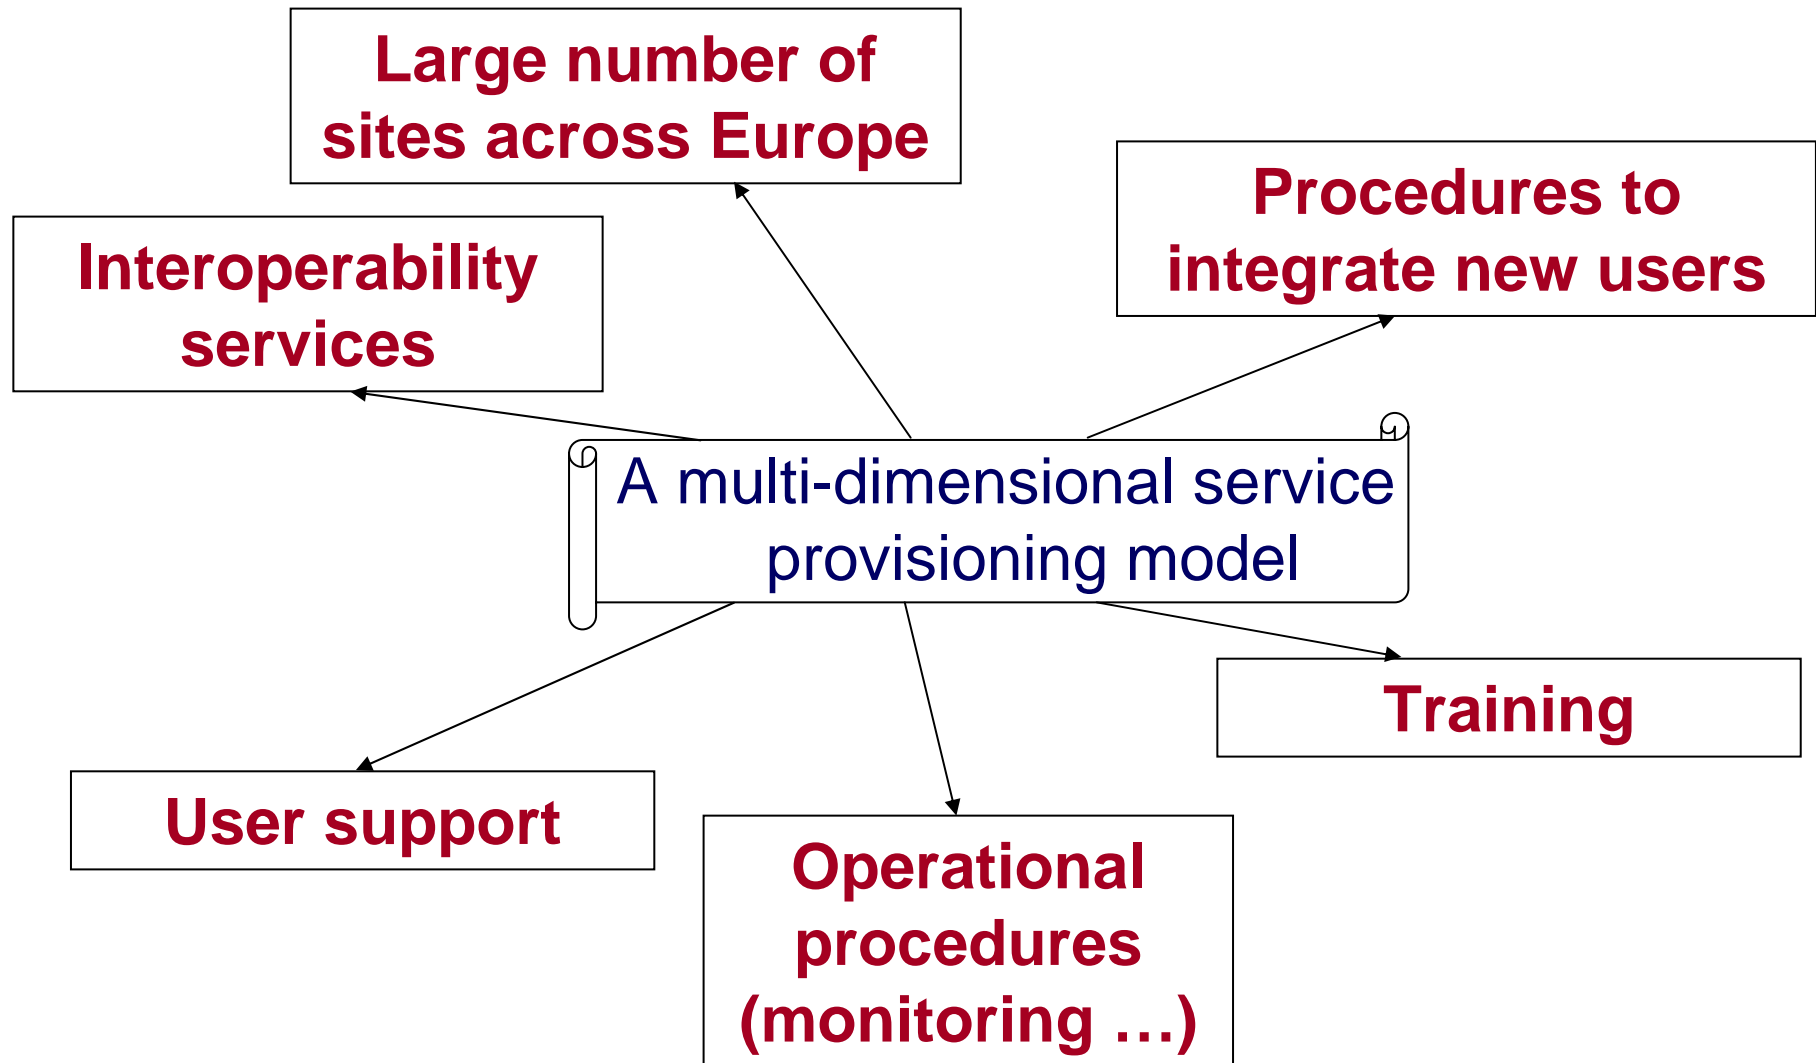 Large number of
sites across Europe
Procedures to
integrate new users
Interoperability
services
A multi-dimensional service
provisioning model
Training
User support
Operational
procedures
(monitoring …)